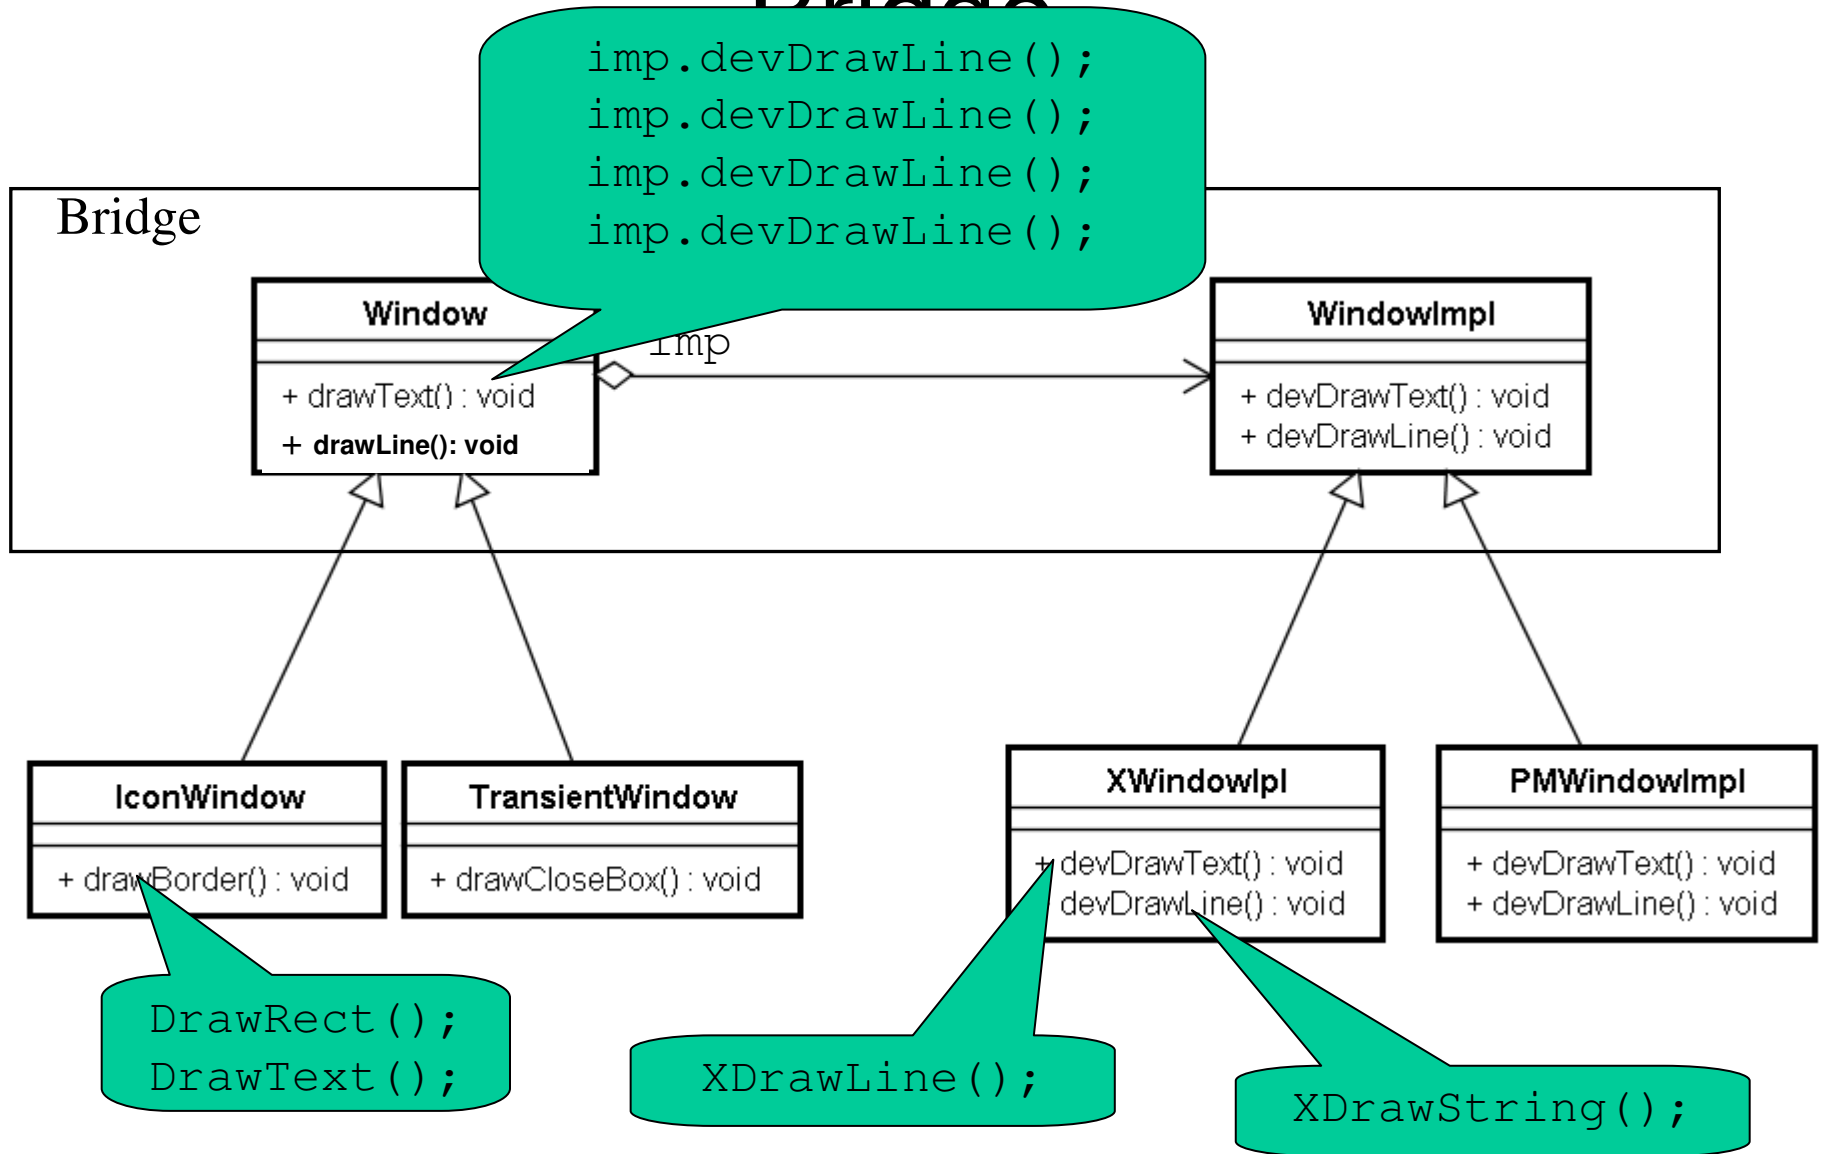 Bridge
imp.devDrawLine();
imp.devDrawLine();
imp.devDrawLine();
imp.devDrawLine();
Bridge
Window
+ drawText() : void
+ drawLine(): void
imp
WindowImpl
+ devDrawText() : void
+ devDrawLine() : void
IconWindow
+ drawBorder() : void
TransientWindow
+ drawCloseBox() : void
XWindowIpl
+ devDrawText() : void
devDrawLine() : void
PMWindowImpl
+ devDrawText() : void
+ devDrawLine() : void
DrawRect();
DrawText();
XDrawLine();
XDrawString();